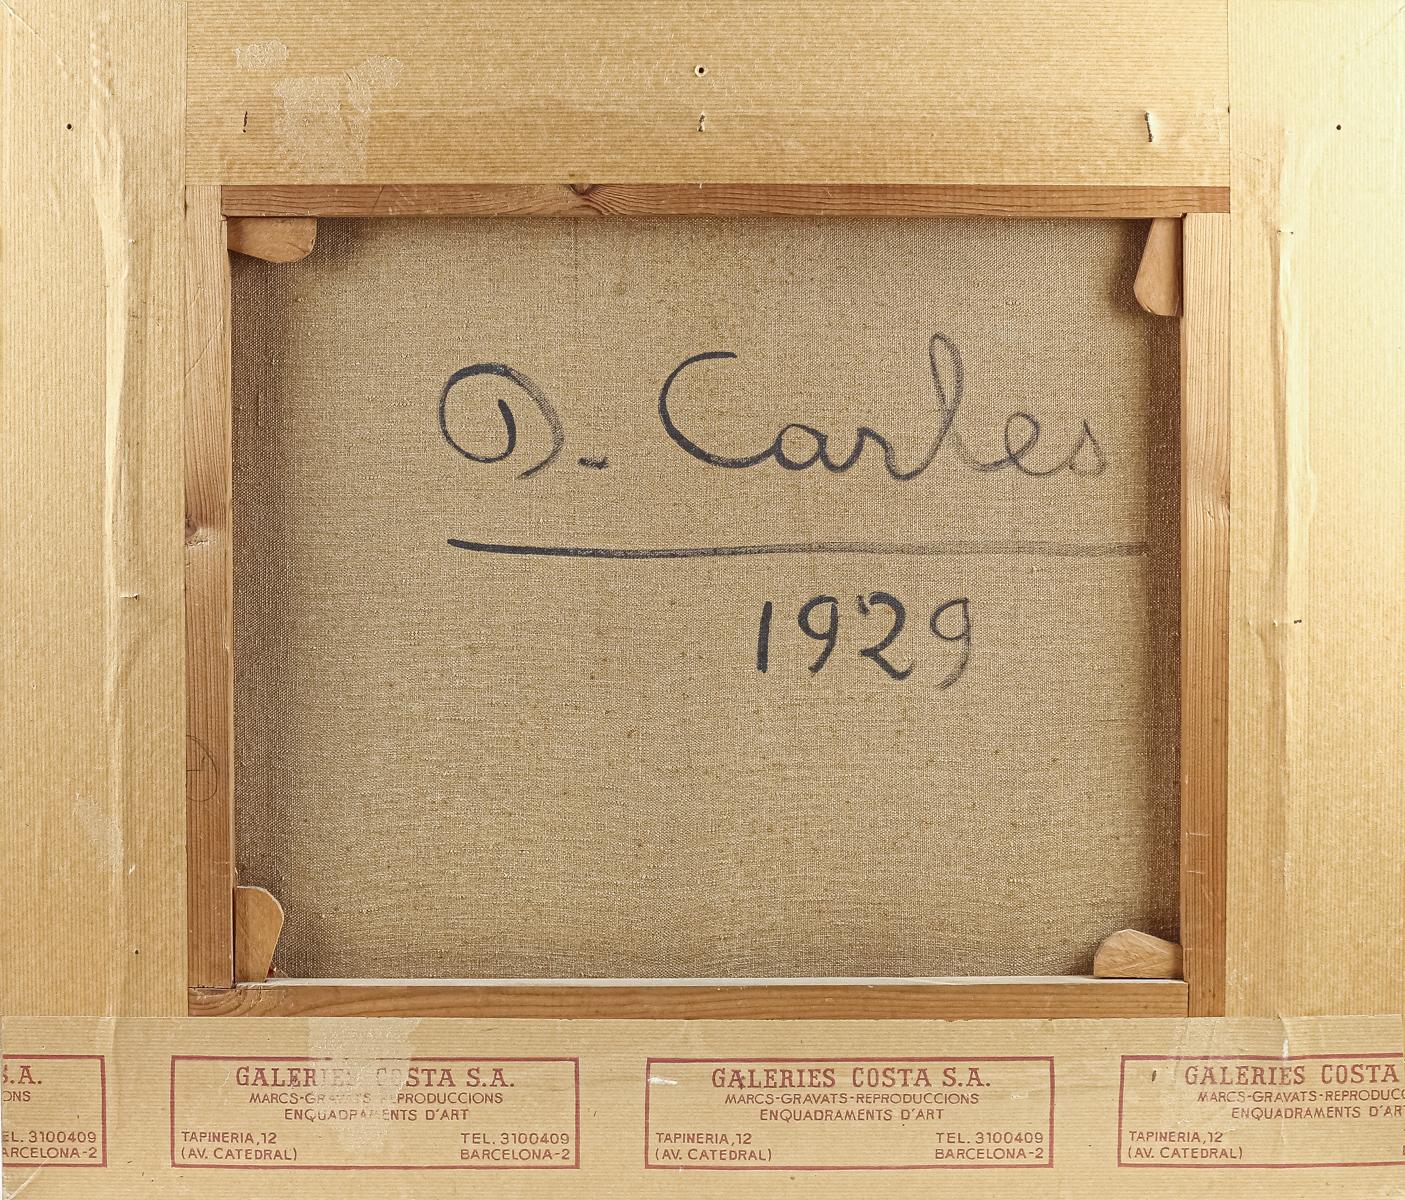 D. Carles
1929
S.A.
GALERIES COSTA S.A.
MARCS-GRAVATS-REPRODUCCIONS
ENQUADRAMENTS D'ART
TAPINERIA, 12 TEL. 3100409
(AV. CATEDRAL) BARCELONA-2
GALERIES COSTA S.A.
MARCS-GRAVATS-REPRODUCCIONS
ENQUADRAMENTS D'ART
TAPINERIA, 12 TEL. 3100409
(AV. CATEDRAL) BARCELONA-2
GALERIES COSTA
MARCS-GRAVATS-REPRODUCC
ENQUADRAMENTS D'AR
TAPINERIA, 12
(AV. CATEDRAL)
ONS
EL. 3100409
ARCELONA-2